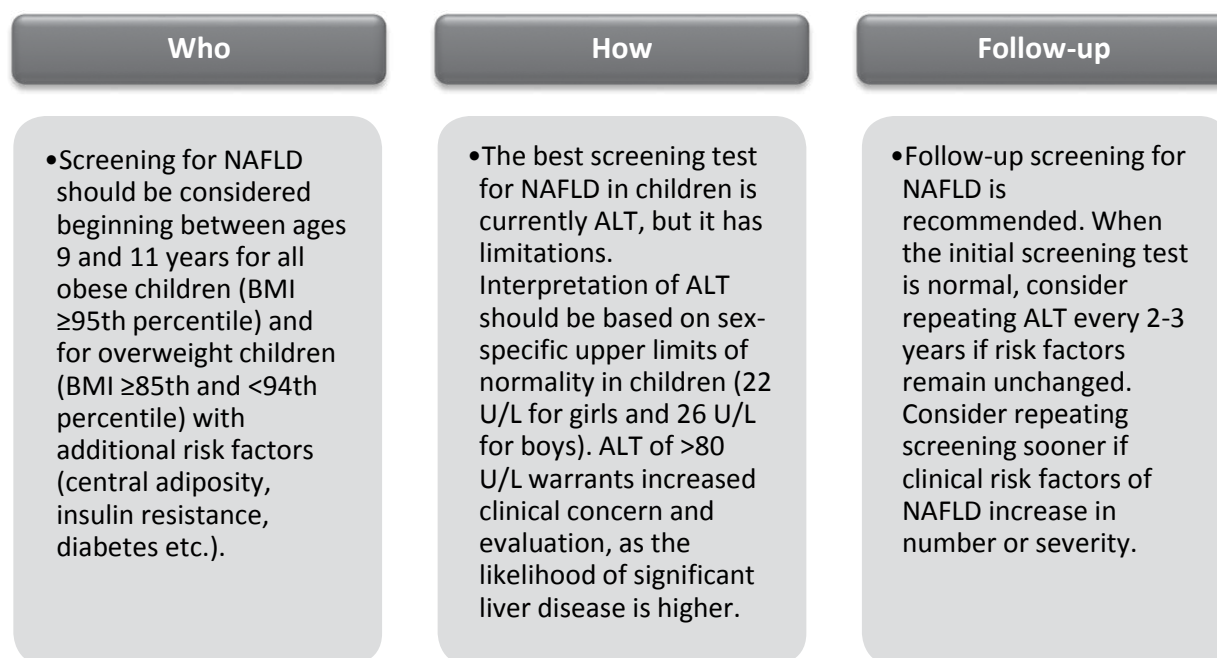 Who
•Screening for NAFLD
should be considered
beginning between ages
9 and 11 years for all
obese children (BMI
≥95th percentile) and
for overweight children
(BMI ≥85th and <94th
percentile) with
additional risk factors
(central adiposity,
insulin resistance,
diabetes etc.).
How
•The best screening test
for NAFLD in children is
currently ALT, but it has
limitations.
Interpretation of ALT
should be based on sex-
specific upper limits of
normality in children (22
U/L for girls and 26 U/L
for boys). ALT of >80
U/L warrants increased
clinical concern and
evaluation, as the
likelihood of significant
liver disease is higher.
Follow-up
•Follow-up screening for
NAFLD is
recommended. When
the initial screening test
is normal, consider
repeating ALT every 2-3
years if risk factors
remain unchanged.
Consider repeating
screening sooner if
clinical risk factors of
NAFLD increase in
number or severity.